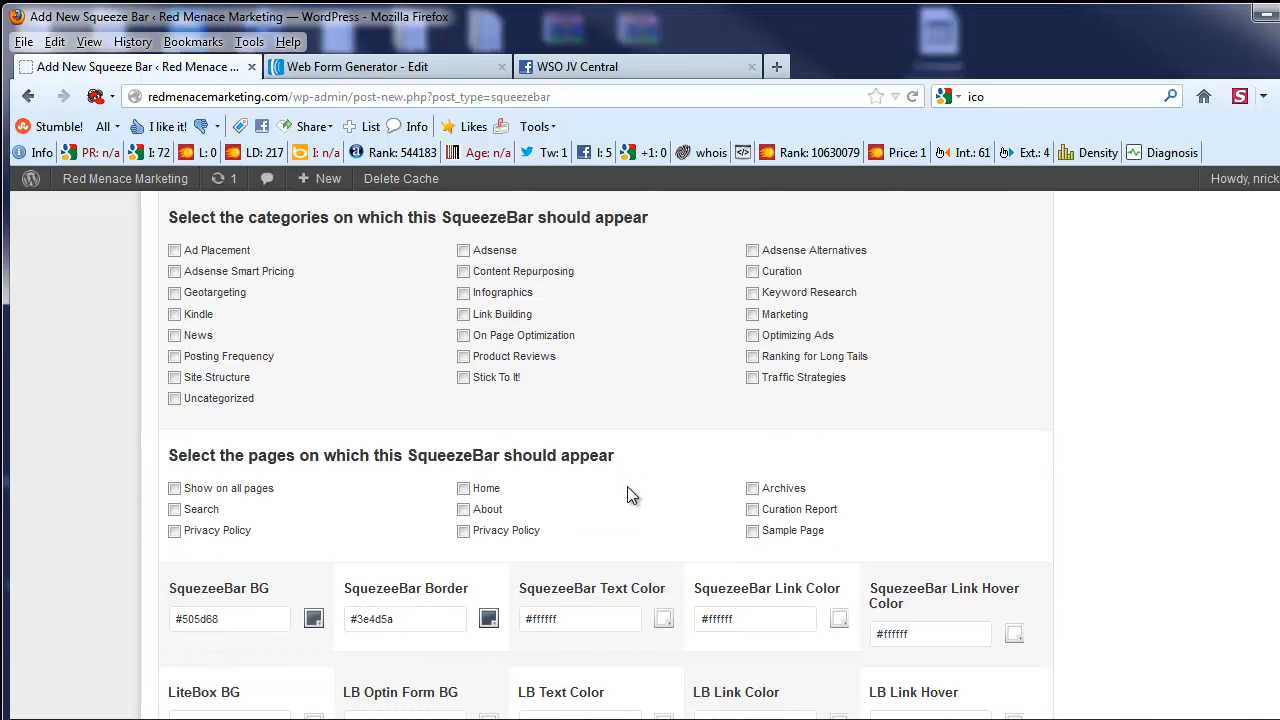 Add New Squeeze Bar ‹ Red Menace Marketing — WordPress - Mozilla Firefox
File Edit View History Bookmarks Tools Help
Add New Squeeze Bar ‹ Red Menace Marketing... × Web Form Generator - Edit × WSO JV Central × +
redmenacemarketing.com/wp-admin/post-new.php?post_type=squeezebar ico
Stumble! All I like it! Share List Info Likes Tools
Info PR: n/a I: 72 L: 0 LD: 217 I: n/a Rank: 544183 Age: n/a Tw: 1 I: 5 +1: 0 whois Rank: 10630079 Price: 1 Int.: 61 Ext.: 4 Density Diagnosis
Red Menace Marketing 1 + New Delete Cache Howdy, nrick
Select the categories on which this SqueezeBar should appear
Ad Placement Adsense Adsense Alternatives
Adsense Smart Pricing Content Repurposing Curation
Geotargeting Infographics Keyword Research
Kindle Link Building Marketing
News On Page Optimization Optimizing Ads
Posting Frequency Product Reviews Ranking for Long Tails
Site Structure Stick To It! Traffic Strategies
Uncategorized
Select the pages on which this SqueezeBar should appear
Show on all pages Home Archives
Search About Curation Report
Privacy Policy Privacy Policy Sample Page
SquezeeBar BG SquezeeBar Border SquezeeBar Text Color SquezeeBar Link Color SquezeeBar Link Hover Color
#505d68 #3e4d5a #ffffff #ffffff #ffffff
LiteBox BG LB Optin Form BG LB Text Color LB Link Color LB Link Hover